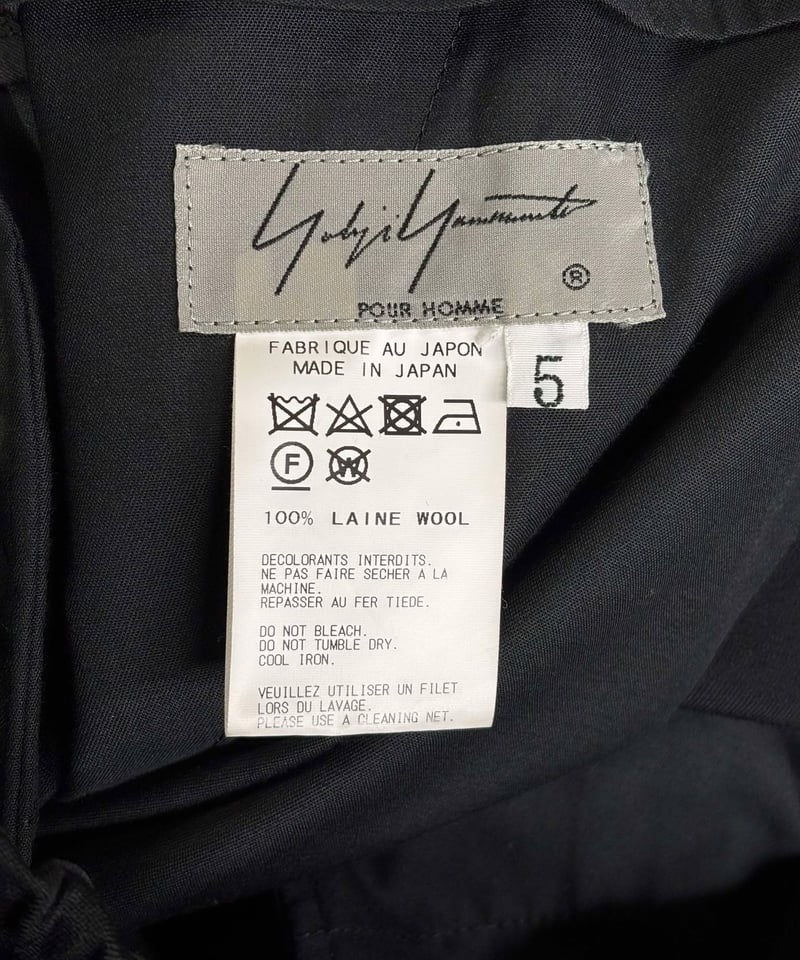 Yohji Yamamoto
®
POUR HOMME
FABRIQUE AU JAPON
MADE IN JAPAN
5
F
W
100% LAINE WOOL
DECOLORANTS INTERDITS.
NE PAS FAIRE SECHER A LA
MACHINE.
REPASSER AU FER TIEDE.
DO NOT BLEACH.
DO NOT TUMBLE DRY.
COOL IRON.
VEUILLEZ UTILISER UN FILET
LORS DU LAVAGE.
PLEASE USE A CLEANING NET.